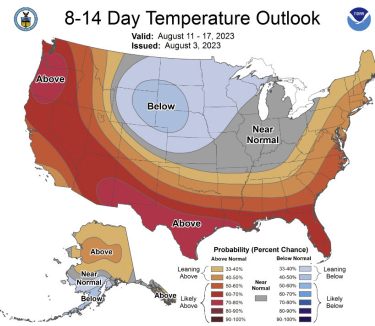 8-14 Day Temperature Outlook
Valid: August 11 - 17, 2023
Issued: August 3, 2023
NOAA
Above
Below
Near
Normal
Above
Above
Near
Normal
Below
Above
Probability (Percent Chance)
Above Normal
Below Normal
Leaning
Above
33-40%
40-50%
Near
Normal
33-40%
40-50%
Leaning
Below
Likely
Above
50-60%
60-70%
70-80%
80-90%
90-100%
50-60%
60-70%
70-80%
80-90%
90-100%
Likely
Below